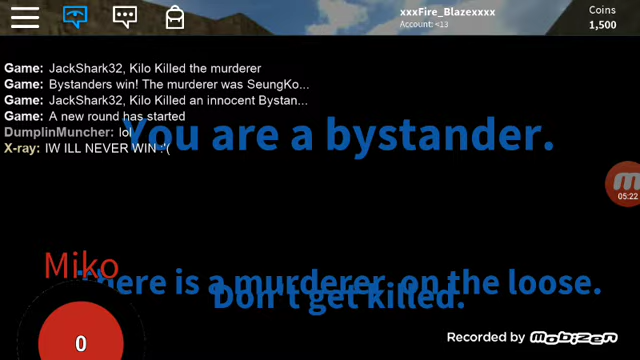 xxxFire_Blazexxxx
Account: <13
Coins
1,500
Game: JackShark32, Kilo Killed the murderer
Game: Bystanders win! The murderer was SeungKo...
Game: JackShark32, Kilo Killed an innocent Bystan...
Game: A new round has started
DumplinMuncher: lol
X-ray: IW ILL NEVER WIN :'(
You are a bystander.
05:22
Miko
There is a murderer on the loose.
Don't get killed.
0
Recorded by mobizen